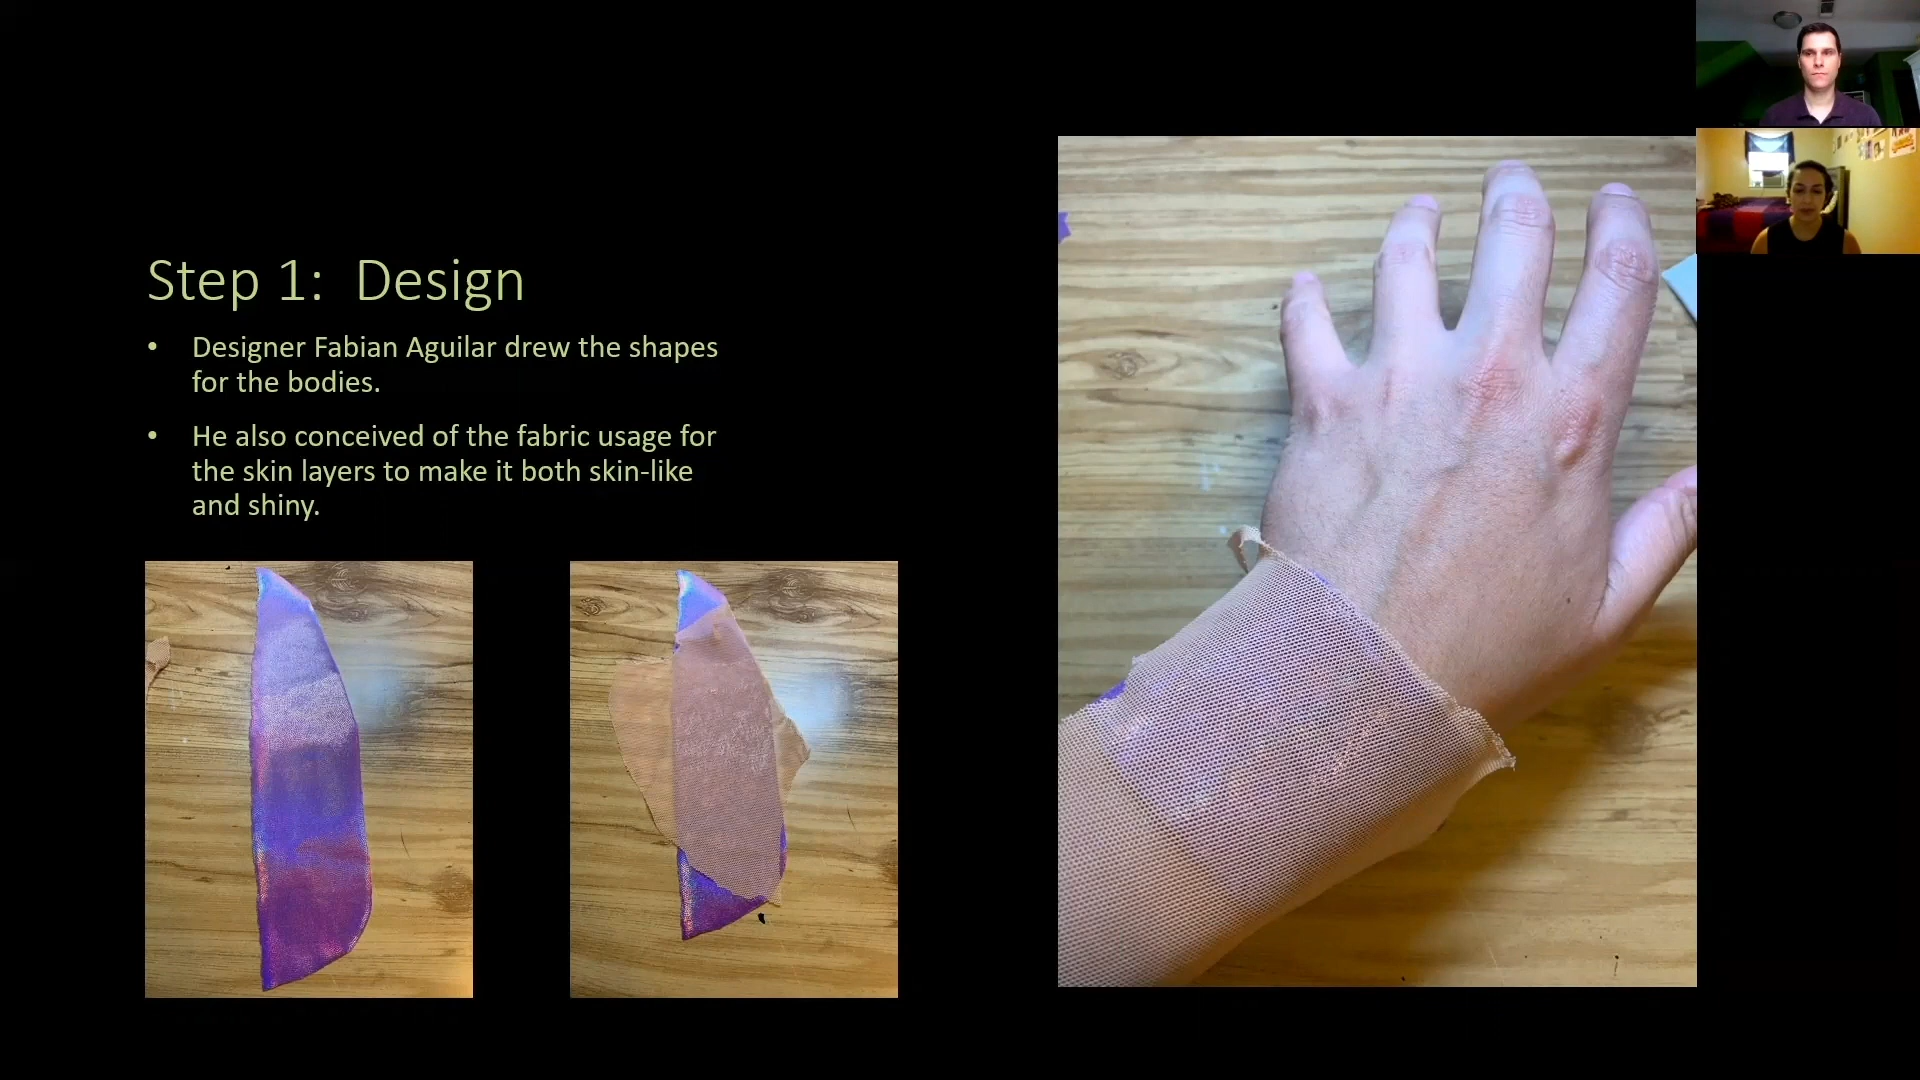 Step 1:  Design
• Designer Fabian Aguilar drew the shapes
for the bodies.
• He also conceived of the fabric usage for
the skin layers to make it both skin-like
and shiny.